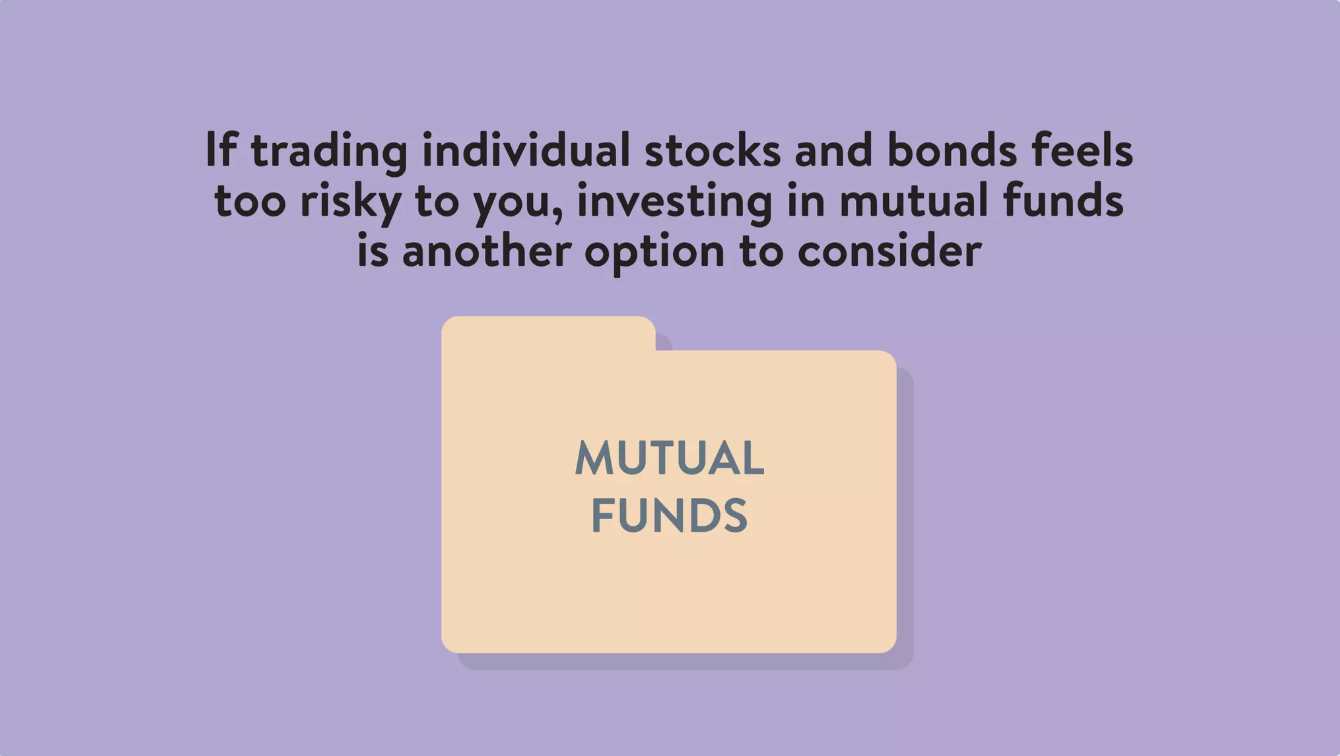 If trading individual stocks and bonds feels
too risky to you, investing in mutual funds
is another option to consider
MUTUAL
FUNDS